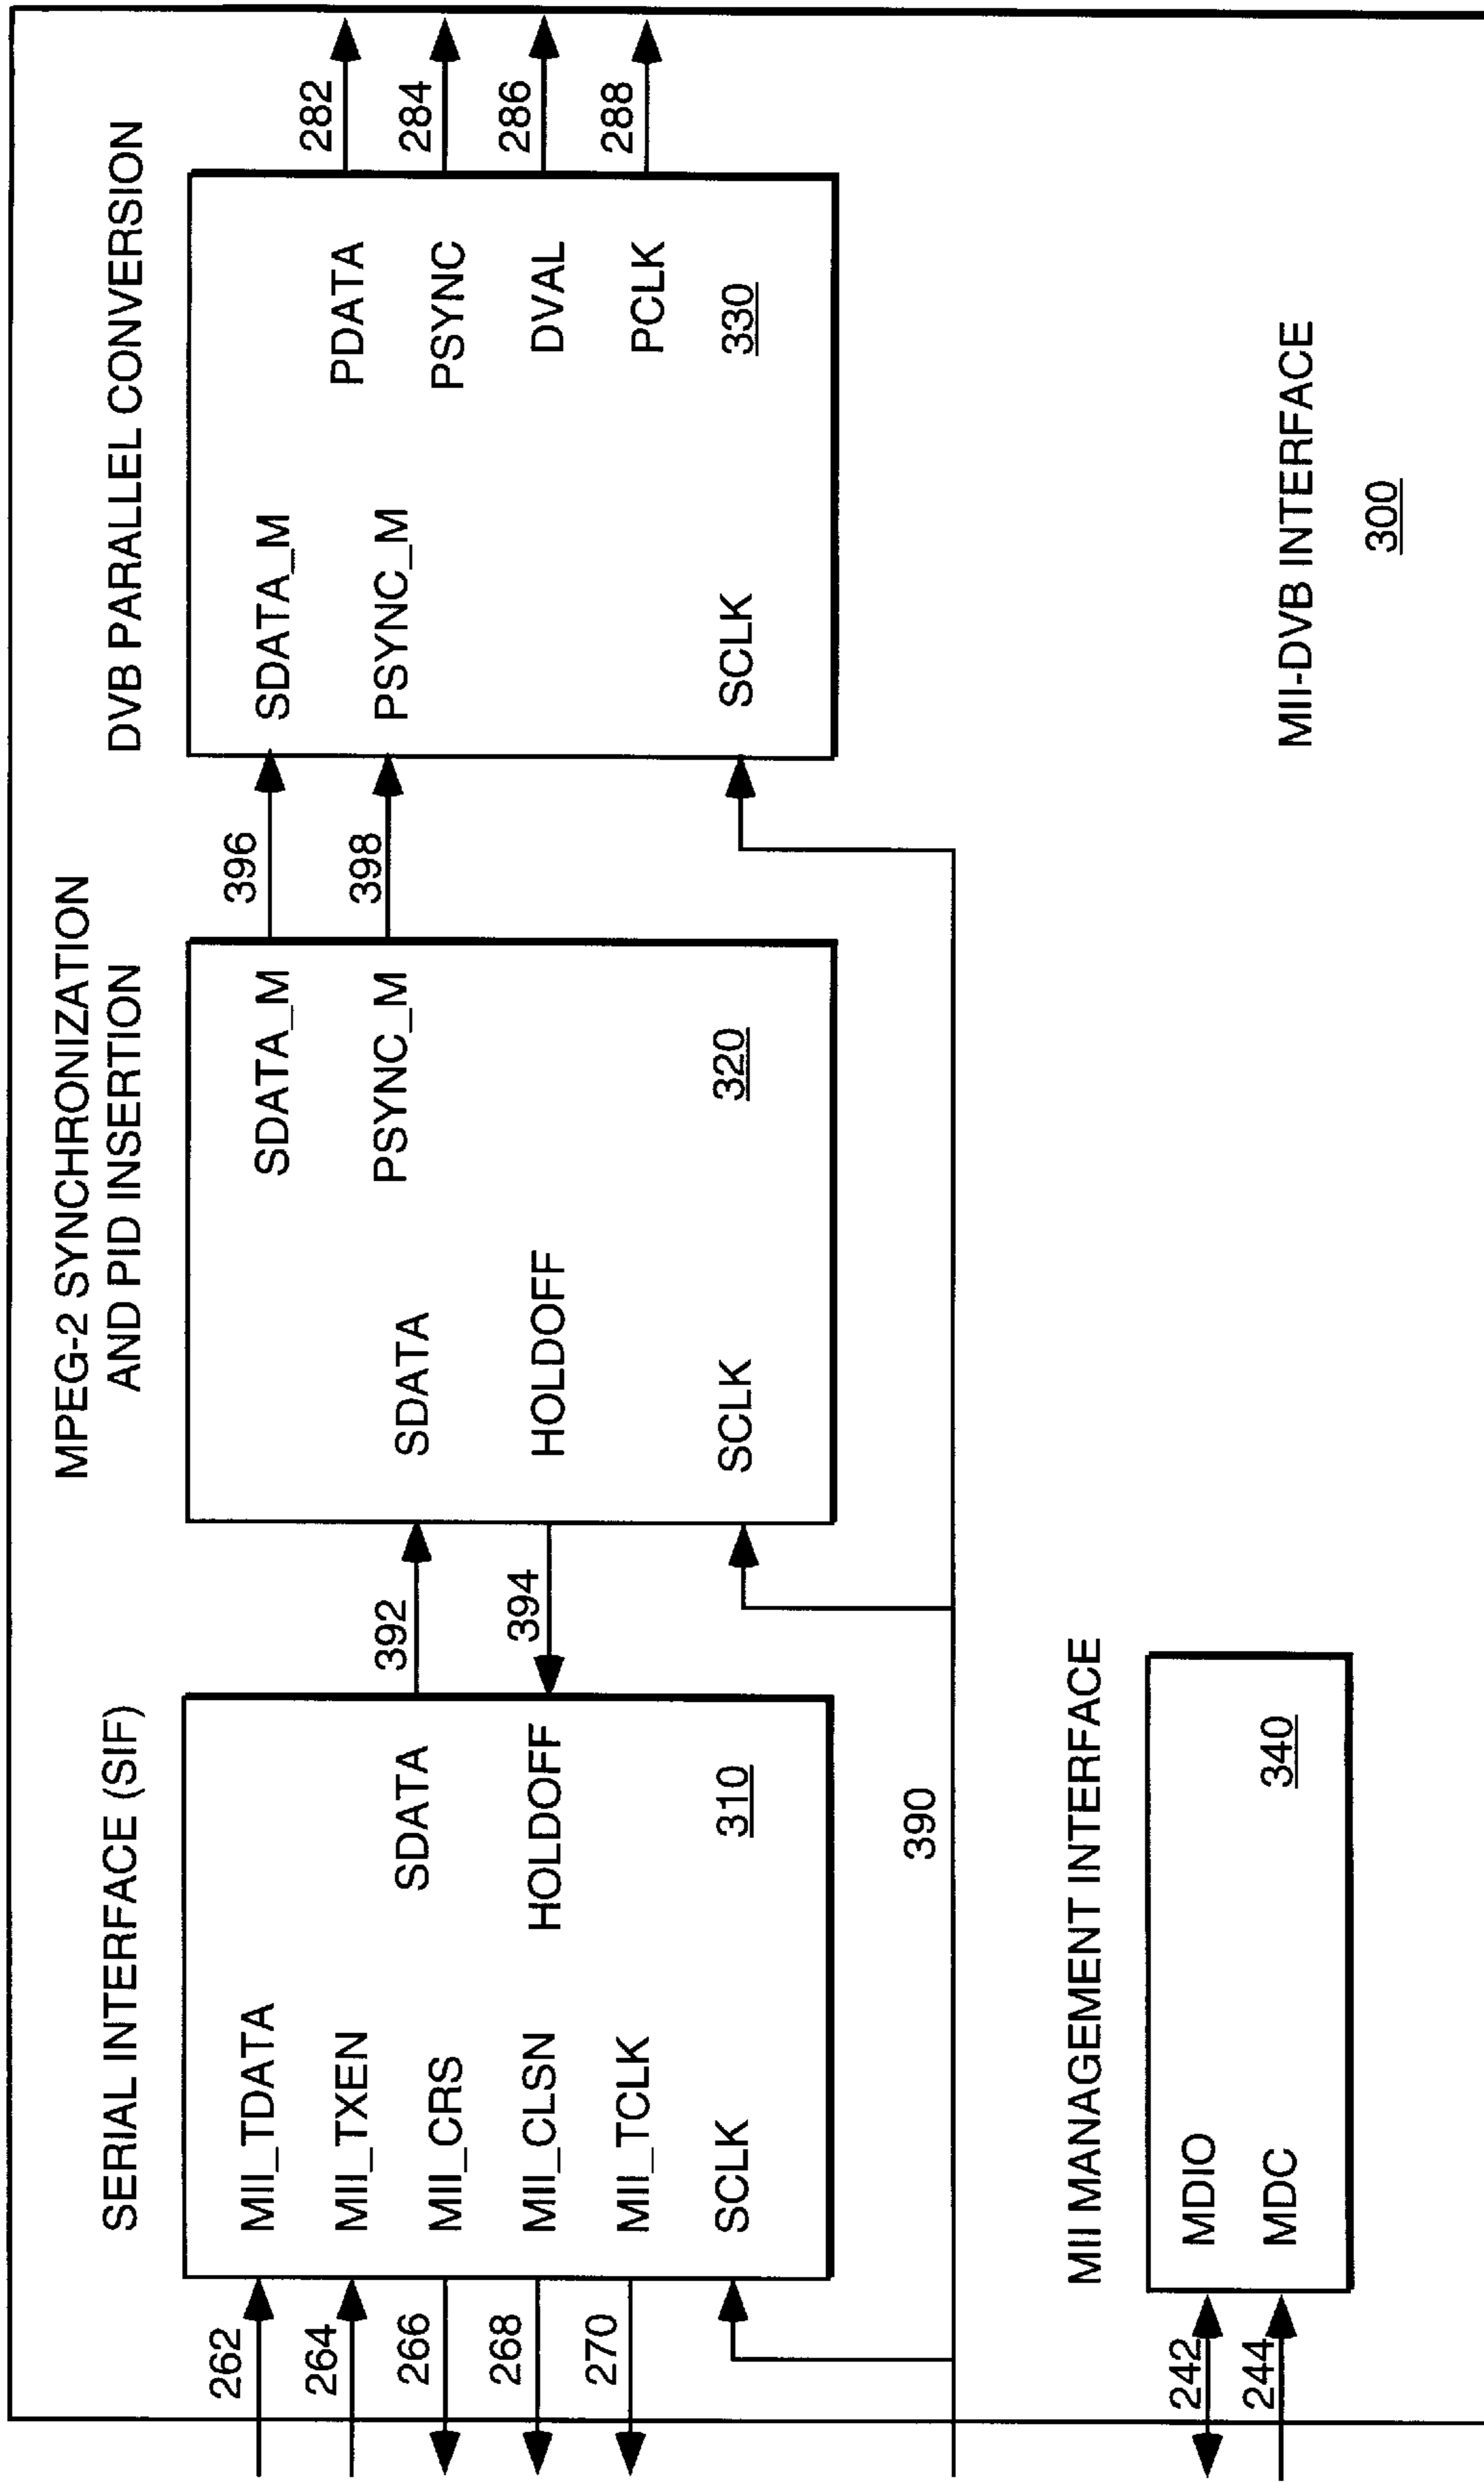 SERIAL INTERFACE (SIF)
262
264
266
268
270
MII_TDATA
MII_TXEN
MII_CRS
MII_CLSN
MII_TCLK
SCLK
SDATA
HOLDOFF
310
392
394
MPEG-2 SYNCHRONIZATION
AND PID INSERTION
SDATA
HOLDOFF
SCLK
SDATA_M
PSYNC_M
320
396
398
DVB PARALLEL CONVERSION
SDATA_M
PSYNC_M
SCLK
PDATA
PSYNC
DVAL
PCLK
330
282
284
286
288
390
MII MANAGEMENT INTERFACE
242
244
MDIO
MDC
340
MII-DVB INTERFACE
300